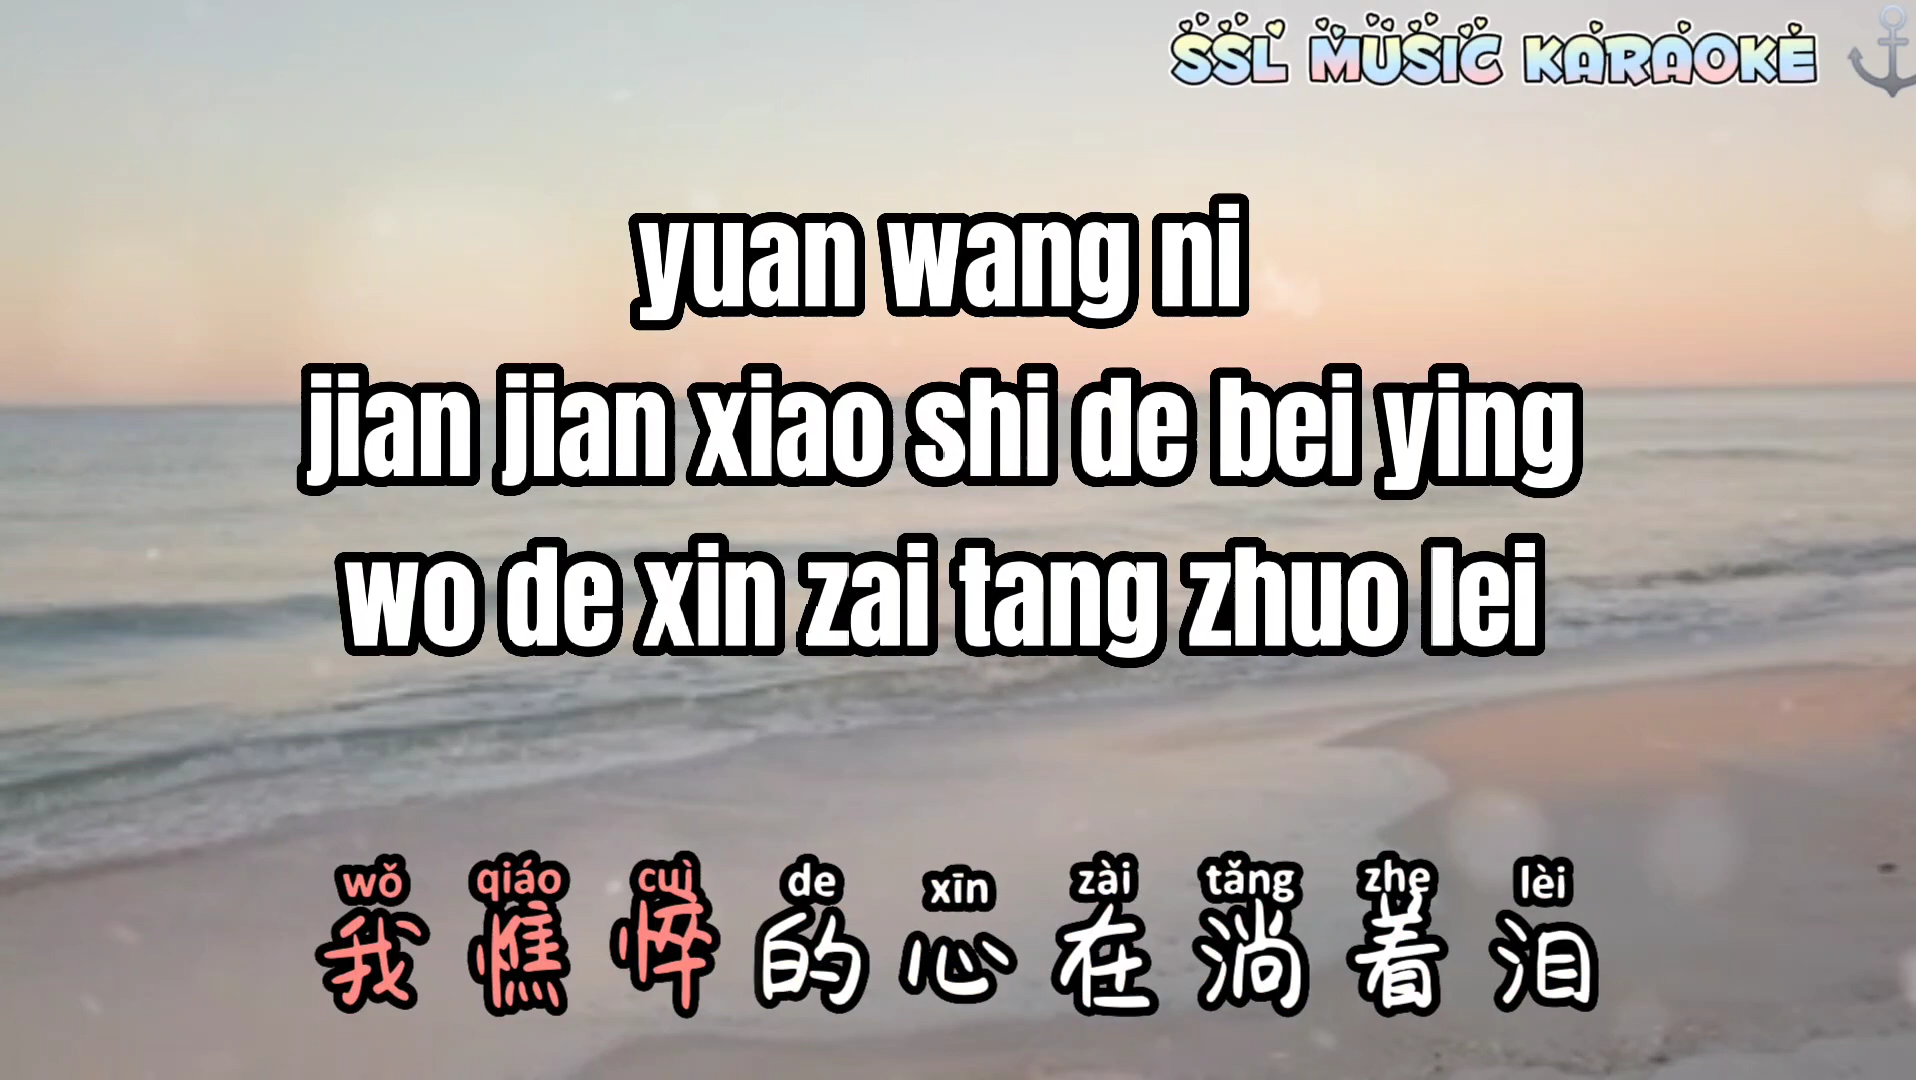 SSL MUSIC KARAOKE
yuan wang ni
jian jian xiao shi de bei ying
wo de xin zai tang zhuo lei
wǒ qiáo cuì de xīn zài tǎng zhe lèi
我 憔 悴 的 心 在 淌 着 泪